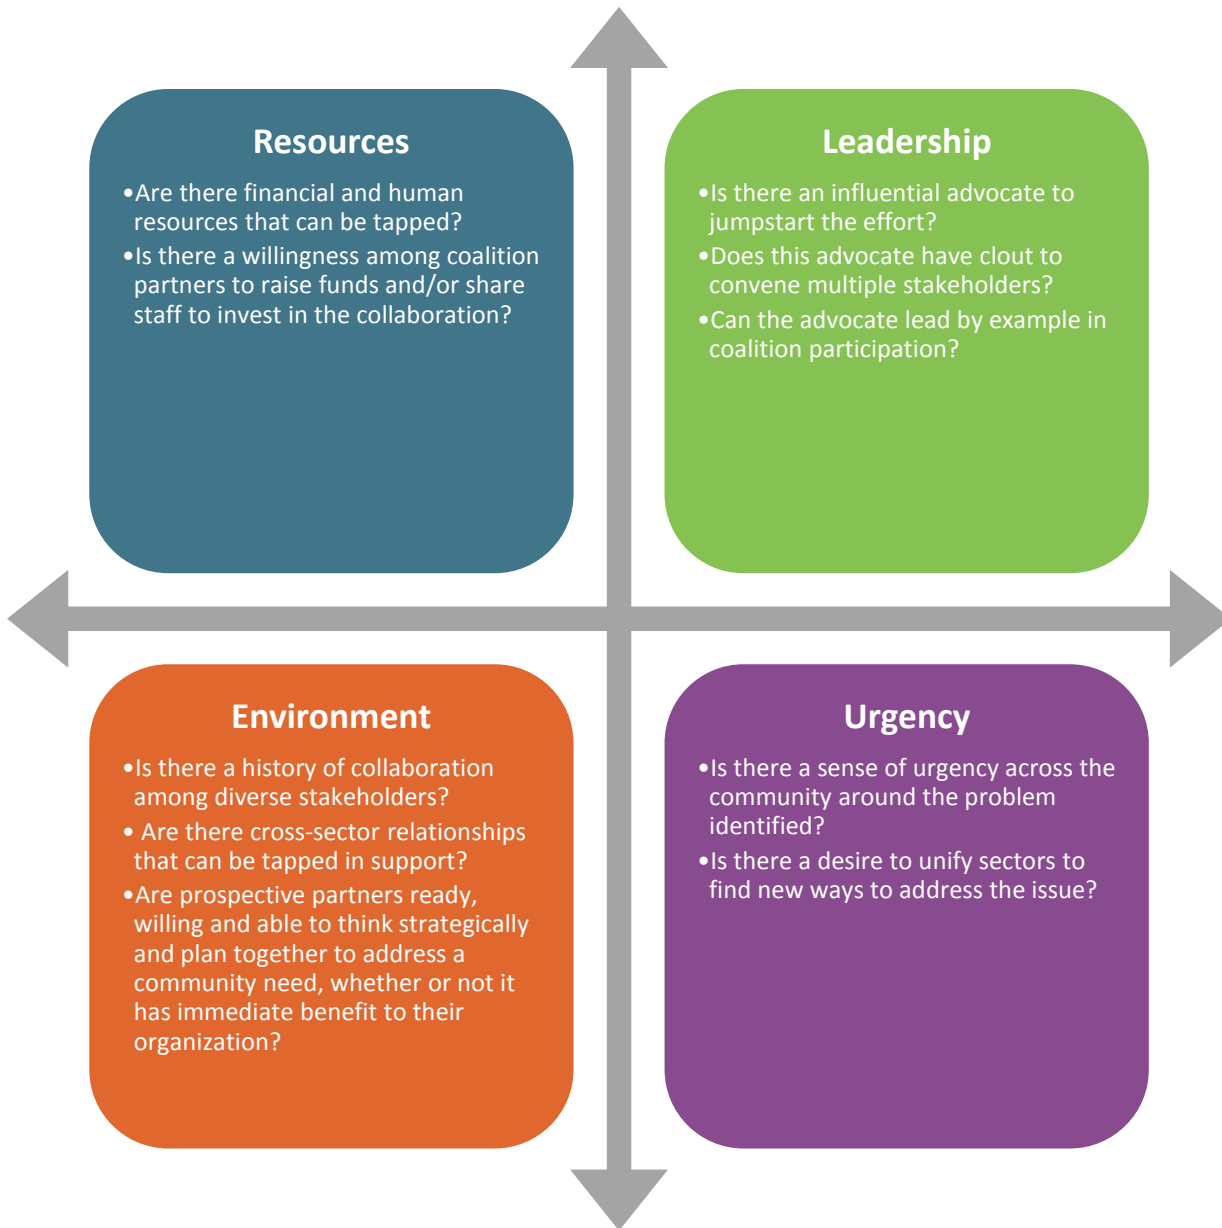 Resources
•Are there financial and human
resources that can be tapped?
•Is there a willingness among coalition
partners to raise funds and/or share
staff to invest in the collaboration?
Leadership
•Is there an influential advocate to
jumpstart the effort?
•Does this advocate have clout to
convene multiple stakeholders?
•Can the advocate lead by example in
coalition participation?
Environment
•Is there a history of collaboration
among diverse stakeholders?
• Are there cross-sector relationships
that can be tapped in support?
•Are prospective partners ready,
willing and able to think strategically
and plan together to address a
community need, whether or not it
has immediate benefit to their
organization?
Urgency
•Is there a sense of urgency across the
community around the problem
identified?
•Is there a desire to unify sectors to
find new ways to address the issue?